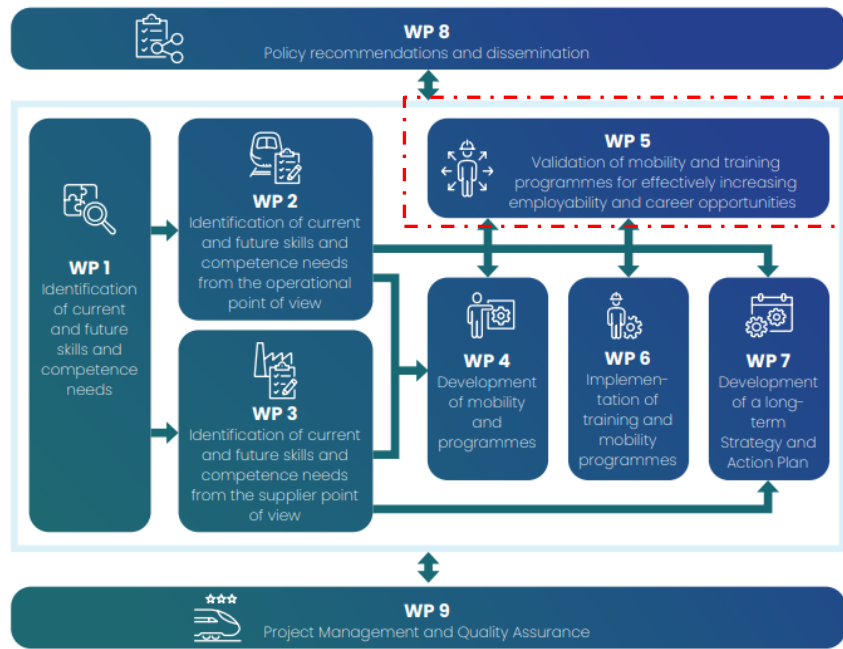 WP 8
Policy recommendations and dissemination
WP 5
Validation of mobility and training
programmes for effectively increasing
employability and career opportunities
WP 1
Identification
of current
and future
skills and
competence
needs
WP 2
Identification of current
and future skills and
competence needs
from the operational
point of view
WP 3
Identification of current
and future skills and
competence needs
from the supplier point
of view
WP 4
Development
of mobility
and
programmes
WP 6
Implemen-
tation of
training and
mobility
programmes
WP 7
Development
of a long-
term
Strategy and
Action Plan
WP 9
Project Management and Quality Assurance